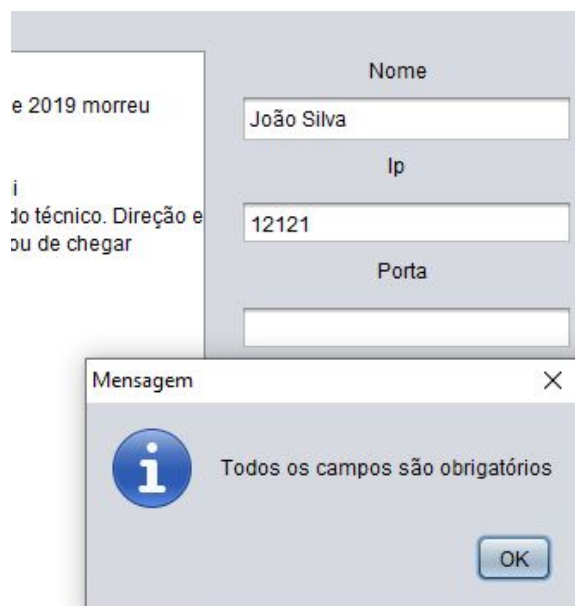 e 2019 morreu
i
do técnico. Direção e
ou de chegar
Nome
João Silva
Ip
12121
Porta
Mensagem
Todos os campos são obrigatórios
OK